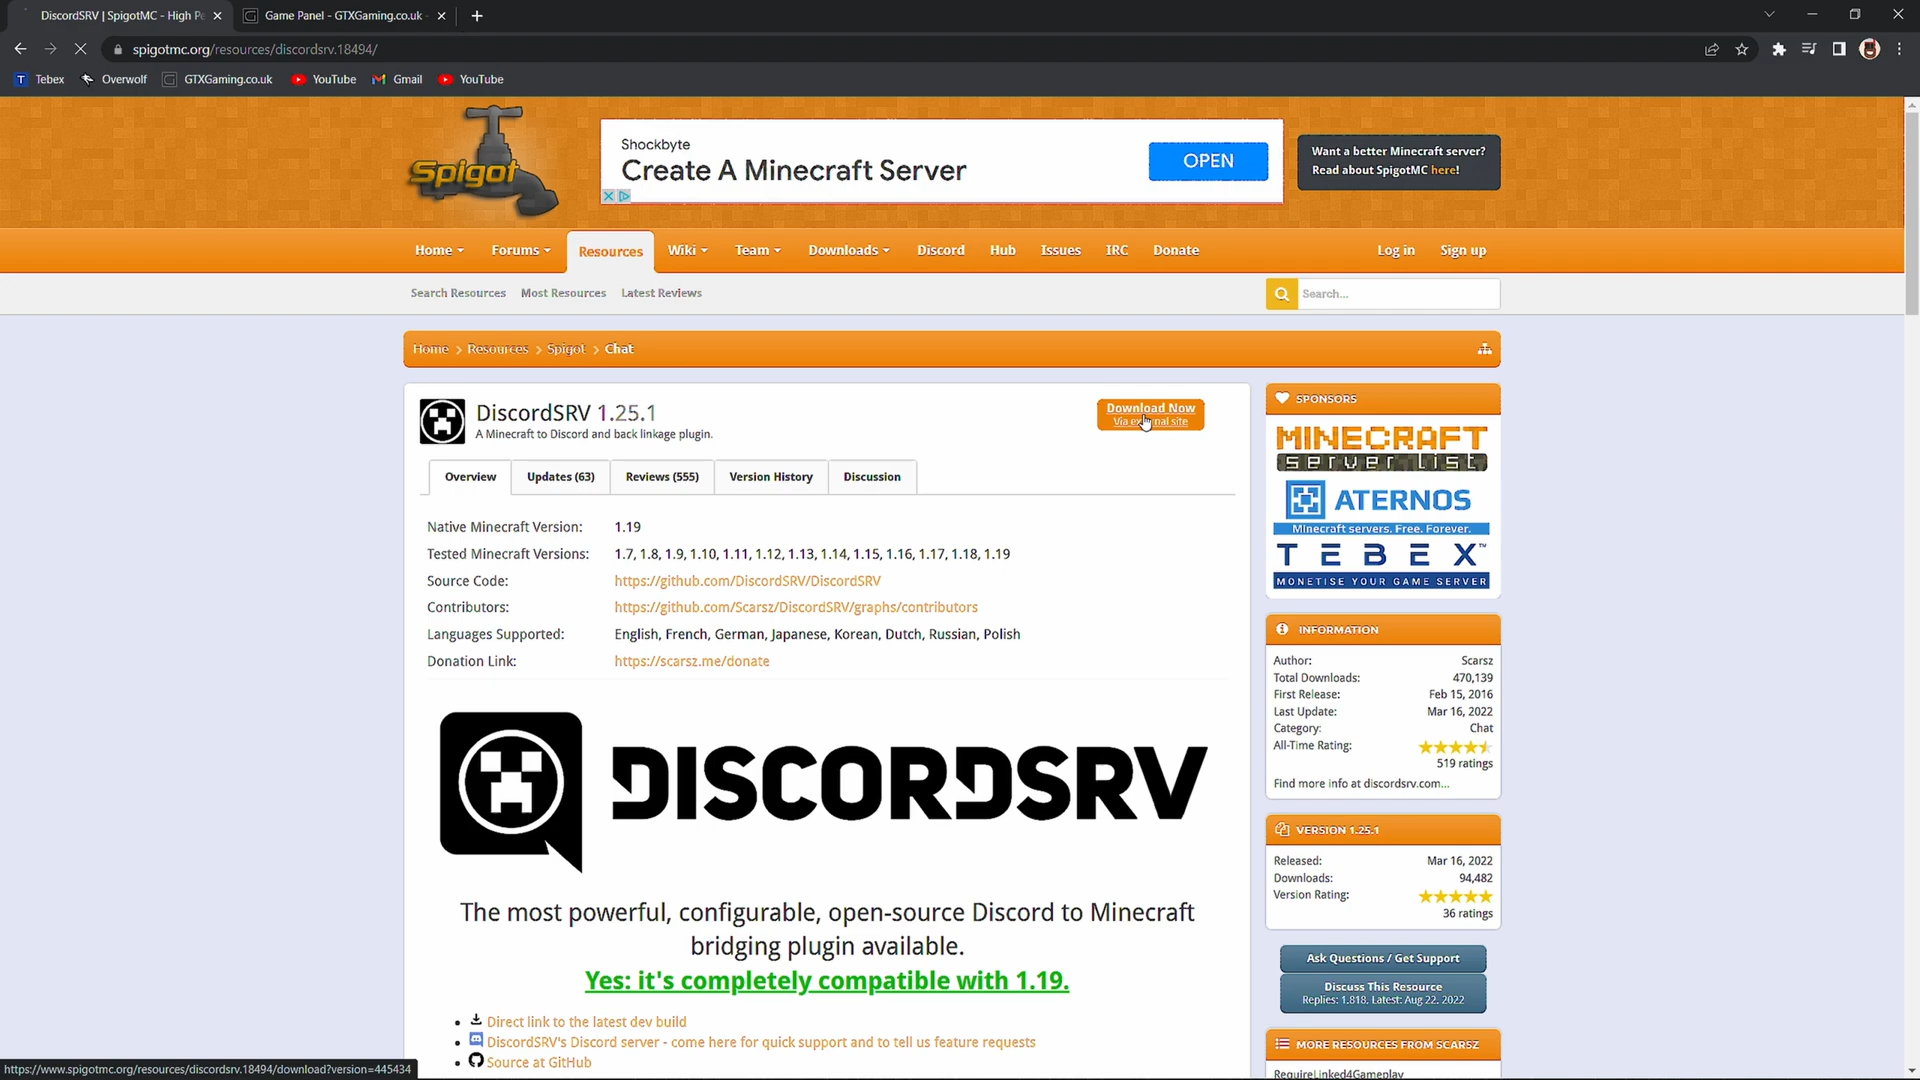 DiscordSRV | SpigotMC - High Pe
Game Panel - GTXGaming.co.uk
spigotmc.org/resources/discordsrv.18494/
Tebex
Overwolf
GTXGaming.co.uk
YouTube
Gmail
YouTube
Spigot
Shockbyte
Create A Minecraft Server
OPEN
Want a better Minecraft server?
Read about SpigotMC here!
Home
Forums
Resources
Wiki
Team
Downloads
Discord
Hub
Issues
IRC
Donate
Log in
Sign up
Search Resources
Most Resources
Latest Reviews
Search...
Home > Resources > Spigot > Chat
DiscordSRV 1.25.1
A Minecraft to Discord and back linkage plugin.
Download Now
Via external site
Overview
Updates (63)
Reviews (555)
Version History
Discussion
Native Minecraft Version: 1.19
Tested Minecraft Versions: 1.7, 1.8, 1.9, 1.10, 1.11, 1.12, 1.13, 1.14, 1.15, 1.16, 1.17, 1.18, 1.19
Source Code: https://github.com/DiscordSRV/DiscordSRV
Contributors: https://github.com/Scarsz/DiscordSRV/graphs/contributors
Languages Supported: English, French, German, Japanese, Korean, Dutch, Russian, Polish
Donation Link: https://scarsz.me/donate
DISCORDSRV
The most powerful, configurable, open-source Discord to Minecraft
bridging plugin available.
Yes: it's completely compatible with 1.19.
Direct link to the latest dev build
DiscordSRV's Discord server - come here for quick support and to tell us feature requests
Source at GitHub
SPONSORS
MINECRAFT
server list
ATERNOS
Minecraft servers. Free. Forever.
TEBEX™
MONETISE YOUR GAME SERVER
INFORMATION
Author: Scarsz
Total Downloads: 470,139
First Release: Feb 15, 2016
Last Update: Mar 16, 2022
Category: Chat
All-Time Rating:
519 ratings
Find more info at discordsrv.com...
VERSION 1.25.1
Released: Mar 16, 2022
Downloads: 94,482
Version Rating:
36 ratings
Ask Questions / Get Support
Discuss This Resource
Replies: 1,818, Latest: Aug 22, 2022
MORE RESOURCES FROM SCARSZ
RequireLinked4Gameplay
https://www.spigotmc.org/resources/discordsrv.18494/download?version=445434